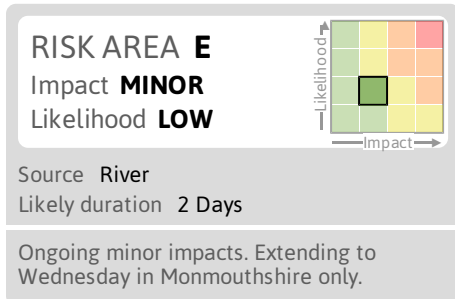 RISK AREA E
Impact MINOR
Likelihood LOW
Likelihood
Impact
Source River
Likely duration 2 Days
Ongoing minor impacts. Extending to
Wednesday in Monmouthshire only.